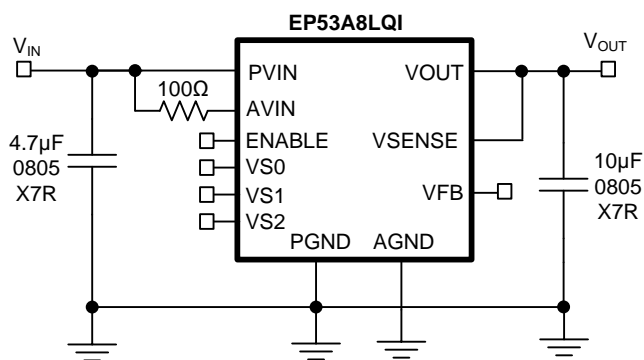 EP53A8LQI
VIN
VOUT
PVIN
VOUT
100Ω
AVIN
4.7µF
0805
X7R
ENABLE
VSENSE
VS0
VS1
VFB
VS2
10µF
0805
X7R
PGND
AGND